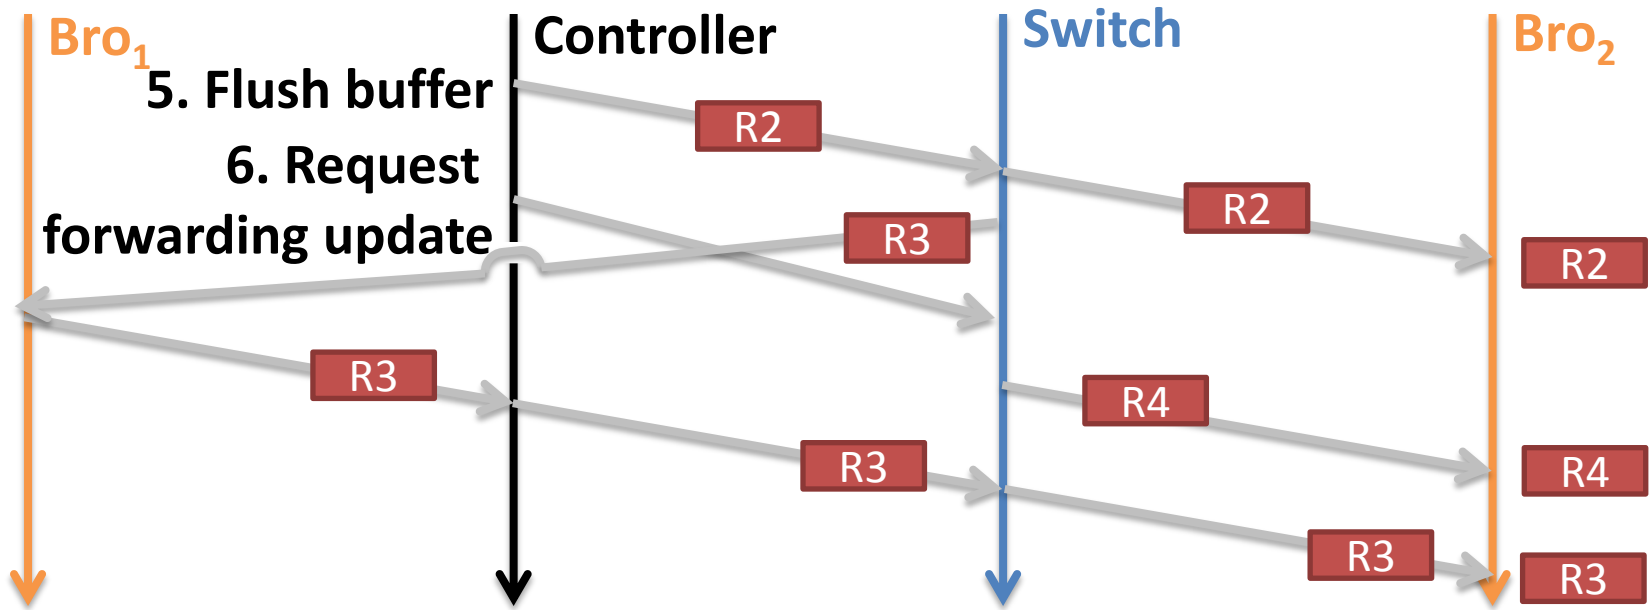 Bro1 Controller Switch Bro2
5. Flush buffer
R2
6. Request
R2
forwarding update
R3
R2
R3
R4
R3
R4
R3
R3